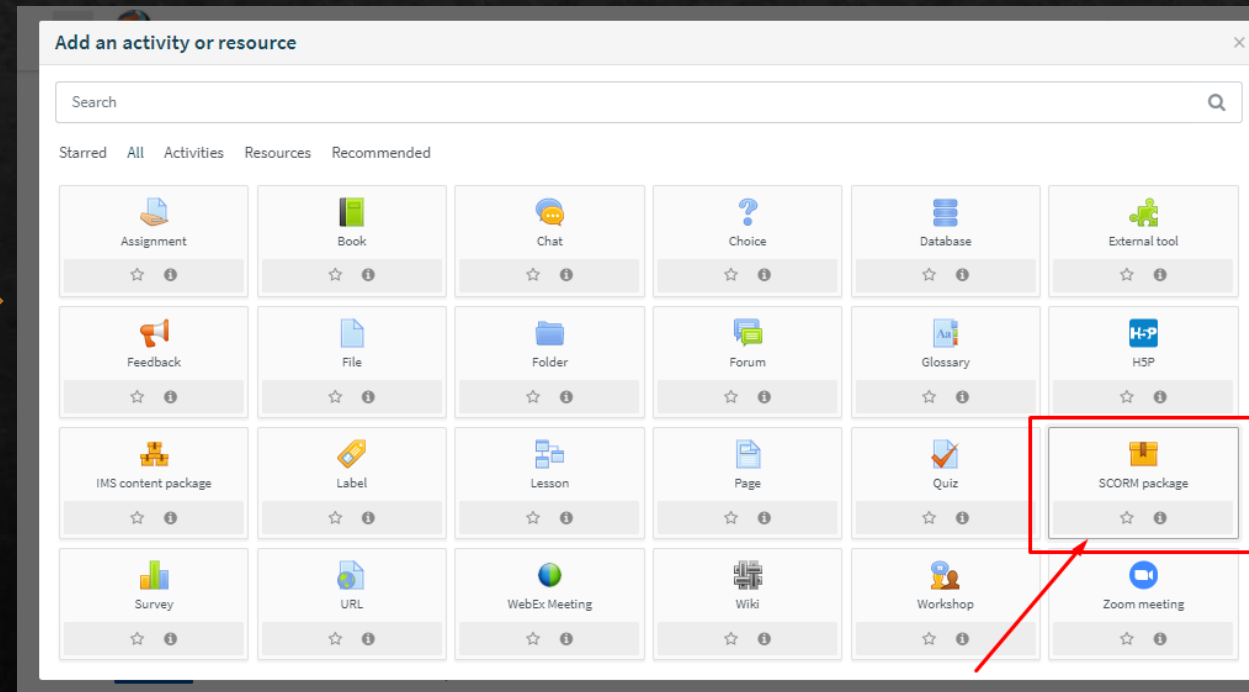 Add an activity or resource
Search
Starred All Activities Resources Recommended
Assignment Book Chat Choice Database External tool
Feedback File Folder Forum Aa Glossary H5P H5P
IMS content package Label Lesson Page Quiz SCORM package
Survey URL WebEx Meeting Wiki Workshop Zoom meeting